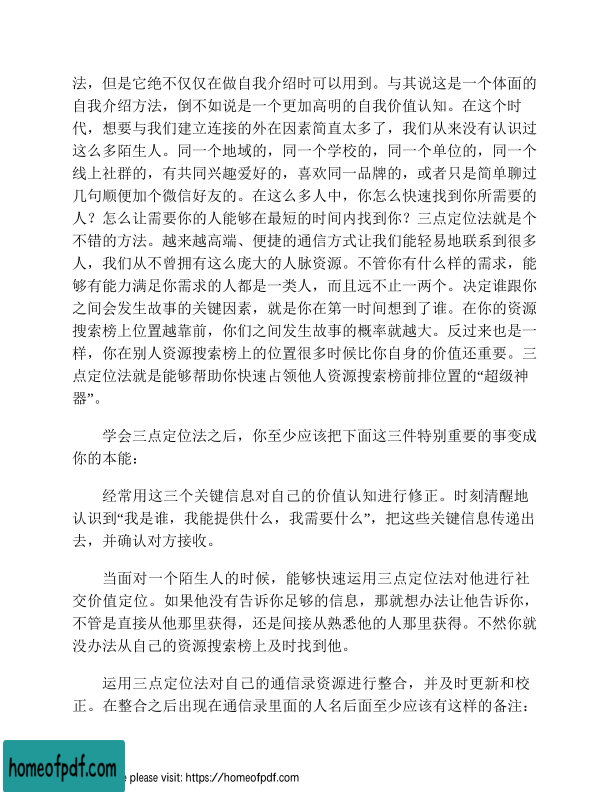 法，但是它绝不仅仅在做自我介绍时可以用到。与其说这是一个体面的
自我介绍方法，倒不如说是一个更加高明的自我价值认知。在这个时
代，想要与我们建立连接的外在因素简直太多了，我们从来没有认识过
这么多陌生人。同一个地域的，同一个学校的，同一个单位的，同一个
线上社群的，有共同兴趣爱好的，喜欢同一品牌的，或者只是简单聊过
几句顺便加个微信好友的。在这么多人中，你怎么快速找到你所需要的
人？怎么让需要你的人能够在最短的时间内找到你？三点定位法就是个
不错的方法。越来越高端、便捷的通信方式让我们能轻易地联系到很多
人，我们从不曾拥有这么庞大的人脉资源。不管你有什么样的需求，能
够有能力满足你需求的人都是一类人，而且远不止一两个。决定谁跟你
之间会发生故事的关键因素，就是你在第一时间想到了谁。在你的资源
搜索榜上位置越靠前，你们之间发生故事的概率就越大。反过来也是一
样，你在别人资源搜索榜上的位置很多时候比你自身的价值还重要。三
点定位法就是能够帮助你快速占领他人资源搜索榜前排位置的“超级神
器”。
学会三点定位法之后，你至少应该把下面这三件特别重要的事变成
你的本能：
经常用这三个关键信息对自己的价值认知进行修正。时刻清醒地
认识到“我是谁，我能提供什么，我需要什么”，把这些关键信息传递出
去，并确认对方接收。
当面对一个陌生人的时候，能够快速运用三点定位法对他进行社
交价值定位。如果他没有告诉你足够的信息，那就想办法让他告诉你，
不管是直接从他那里获得，还是间接从熟悉他的人那里获得。不然你就
没办法从自己的资源搜索榜上及时找到他。
运用三点定位法对自己的通信录资源进行整合，并及时更新和校
正。在整合之后出现在通信录里面的人名后面至少应该有这样的备注：
homeofpdf.com
e please visit: https://homeofpdf.com